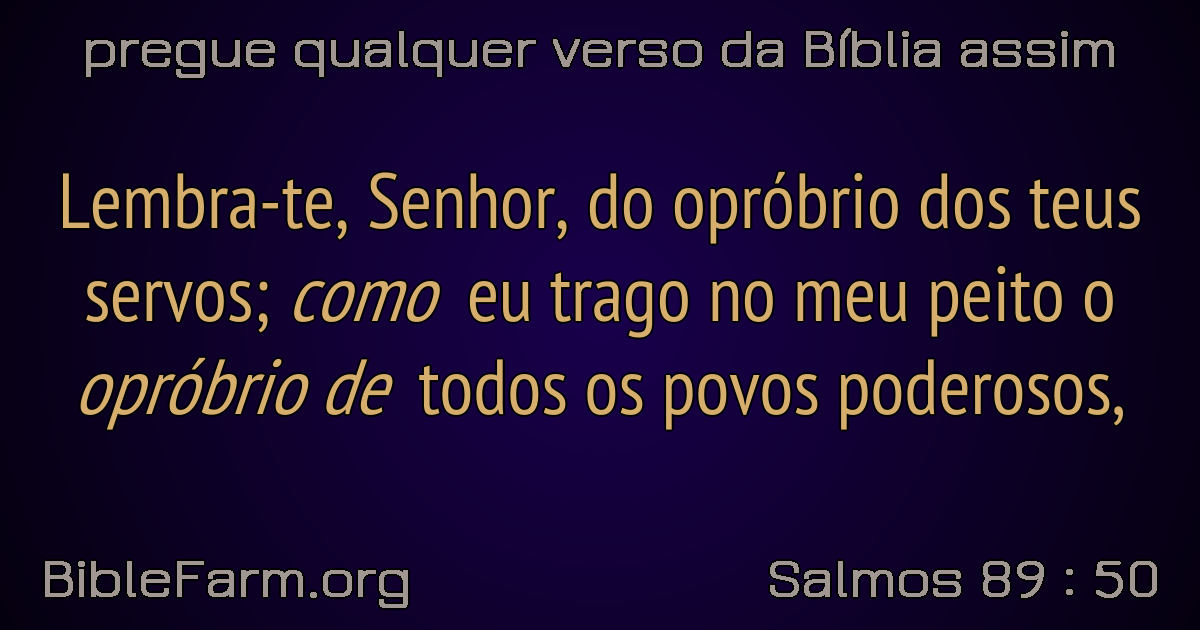 pregue qualquer verso da Bíblia assim
Lembra-te, Senhor, do opróbrio dos teus
servos; como eu trago no meu peito o
opróbrio de todos os povos poderosos,
BibleFarm.org
Salmos 89 : 50